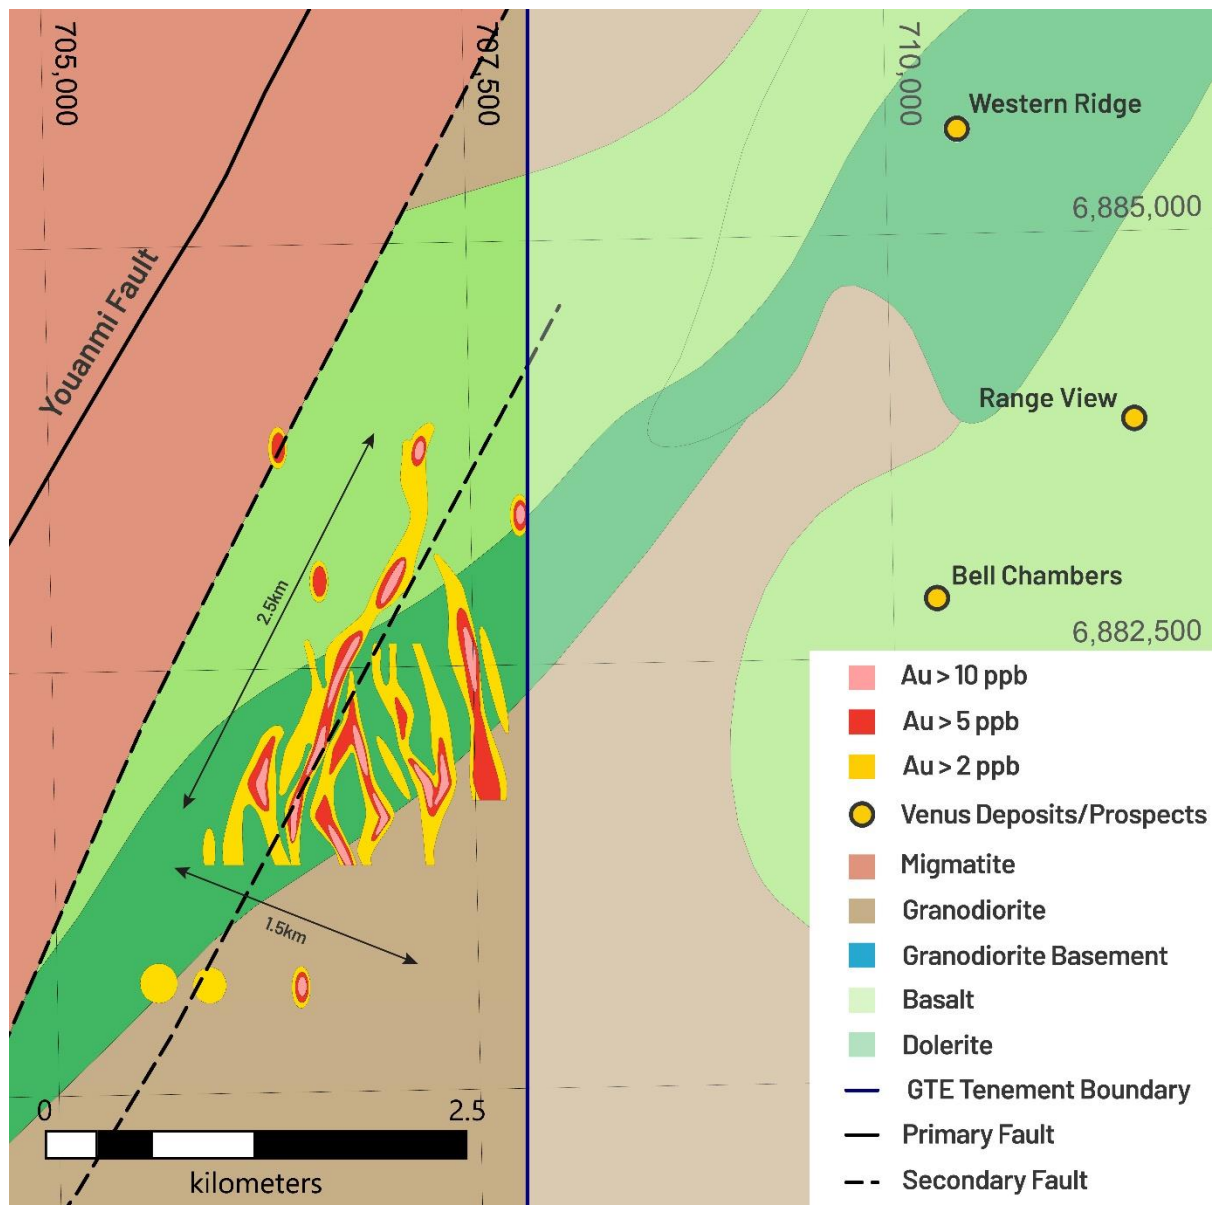 705,000
707,500
710,000
Western Ridge
6,885,000
Youanmi Fault
Range View
2.5km
Bell Chambers
6,882,500
Au > 10 ppb
Au > 5 ppb
Au > 2 ppb
Venus Deposits/Prospects
Migmatite
Granodiorite
Granodiorite Basement
Basalt
Dolerite
GTE Tenement Boundary
Primary Fault
Secondary Fault
1.5km
0 2.5
kilometers